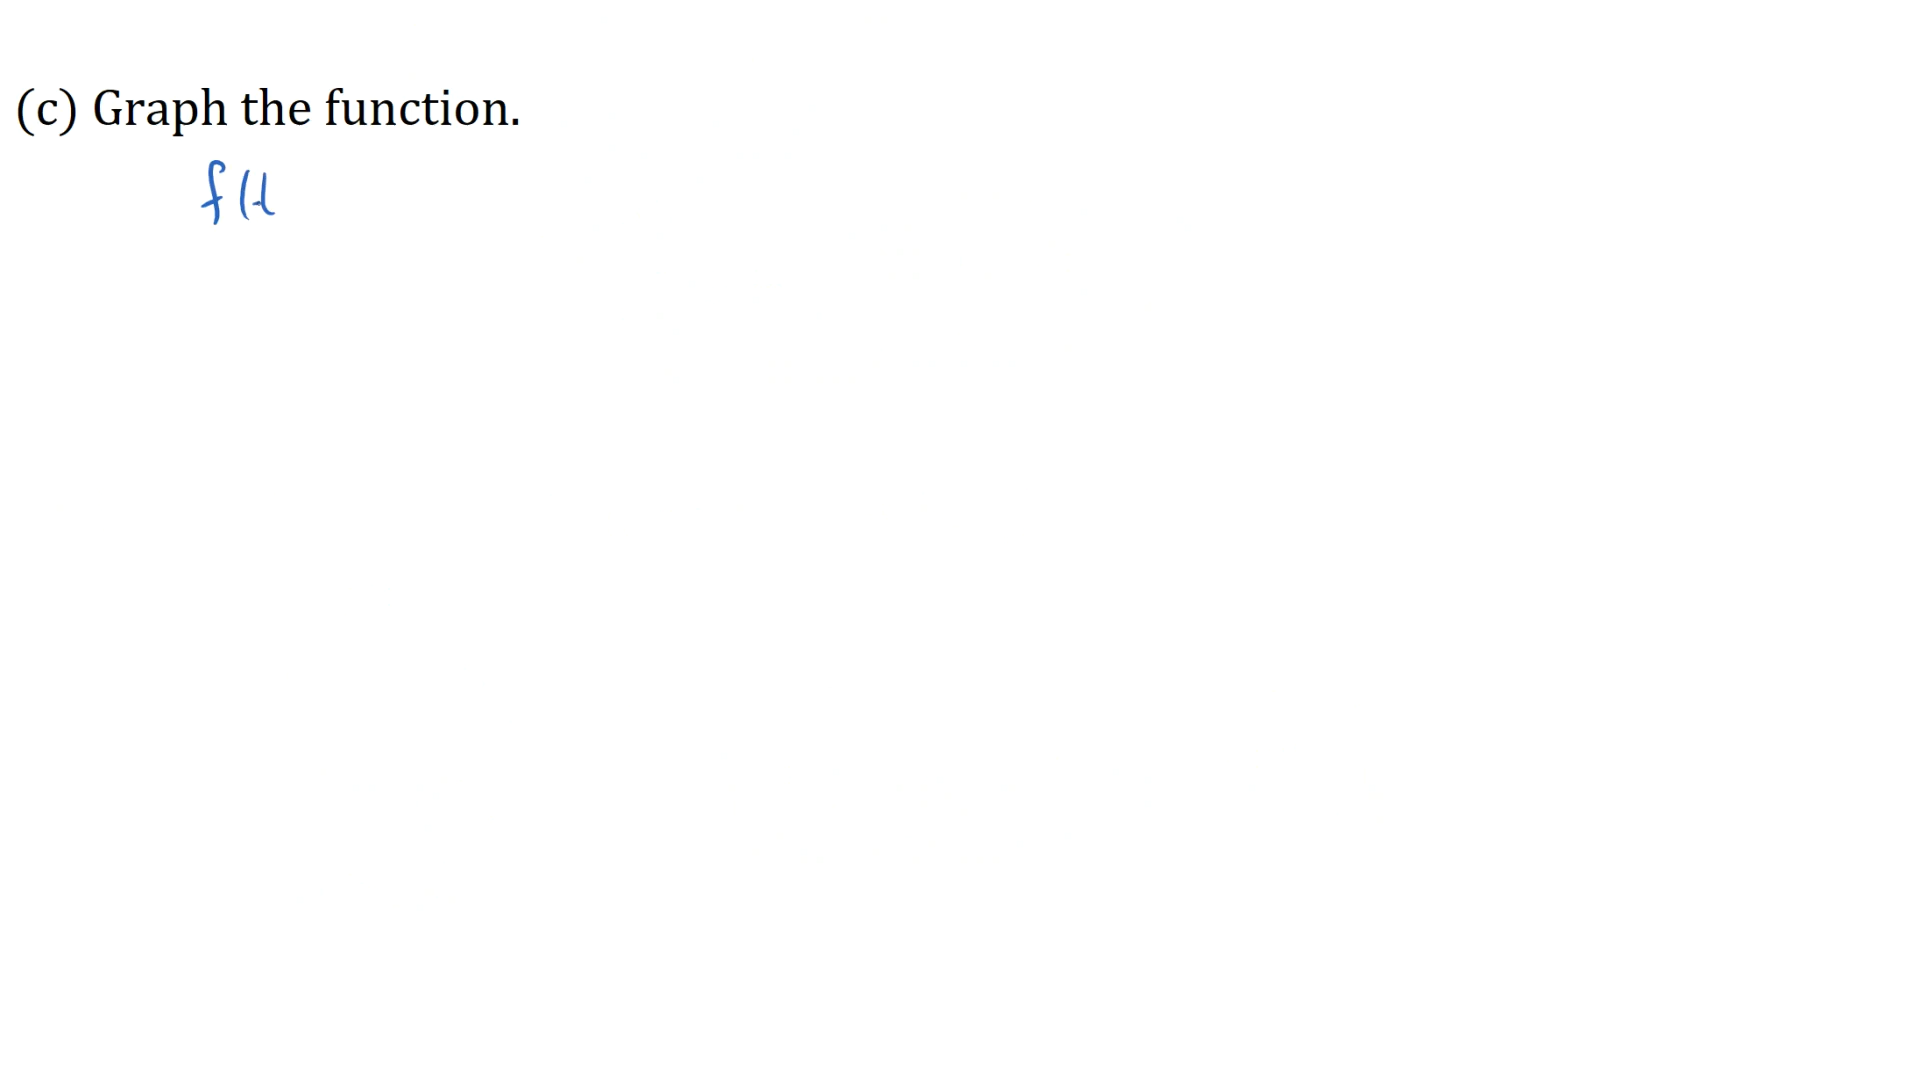 (c) Graph the function.
f(t